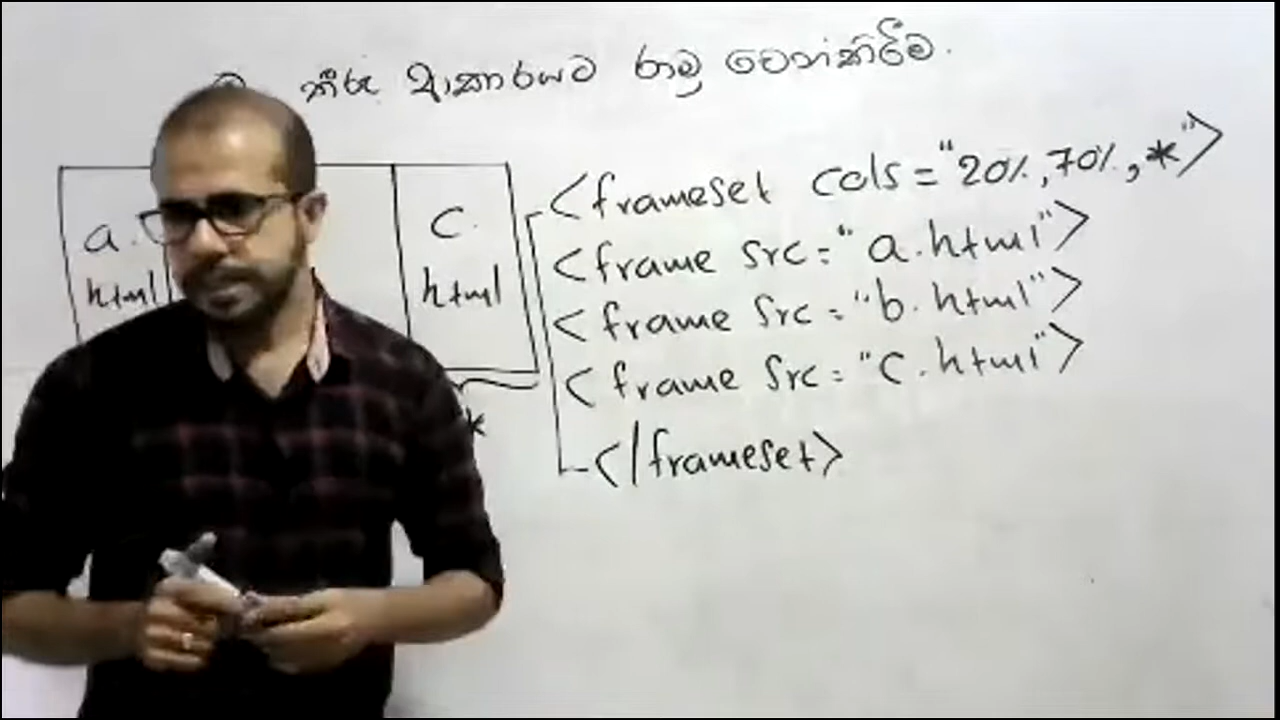 තීරු ආකාරයට රාමු වෙන්කිරීම.
a.
html
c.
html
*
<frameset cols="20%,70%,*">
<frame src="a.html">
<frame src="b.html">
<frame src="c.html">
</frameset>